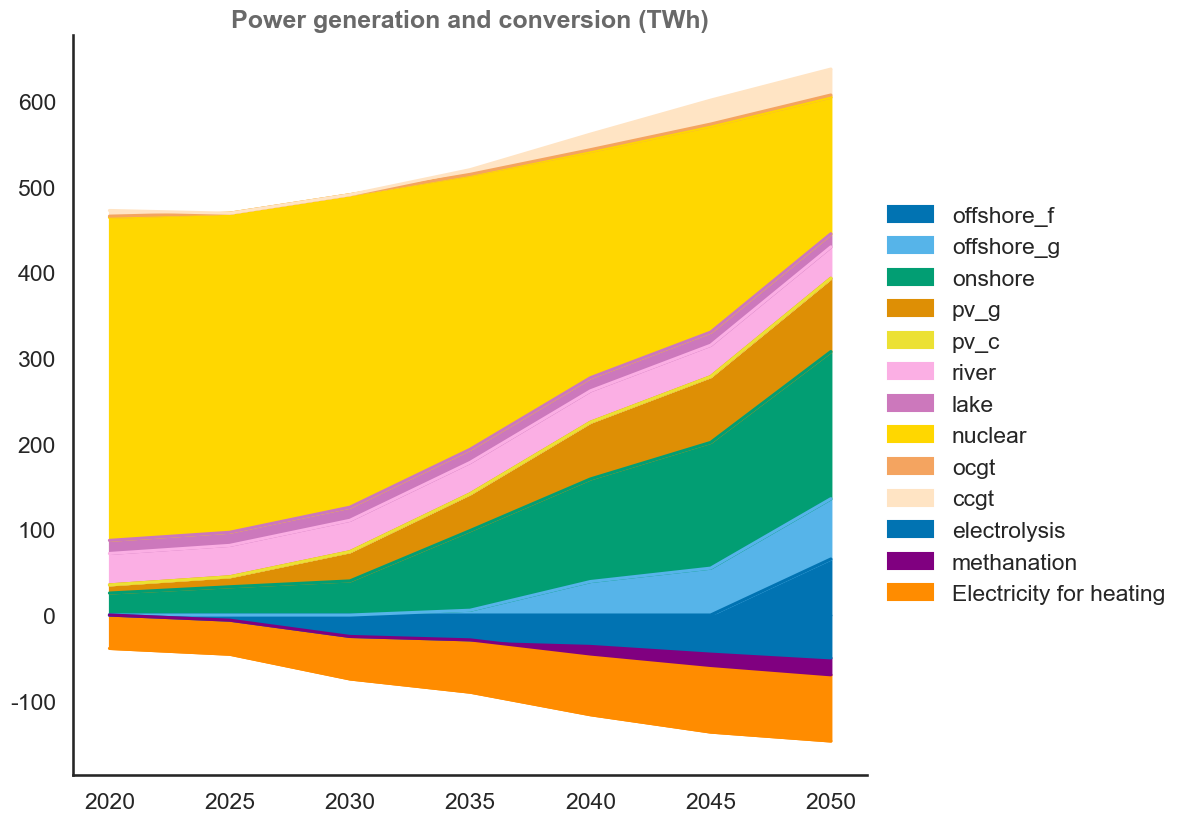 Power generation and conversion (TWh)
600
500
400
300
200
100
0
-100
2020 2025 2030 2035 2040 2045 2050
offshore_f
offshore_g
onshore
pv_g
pv_c
river
lake
nuclear
ocgt
ccgt
electrolysis
methanation
Electricity for heating